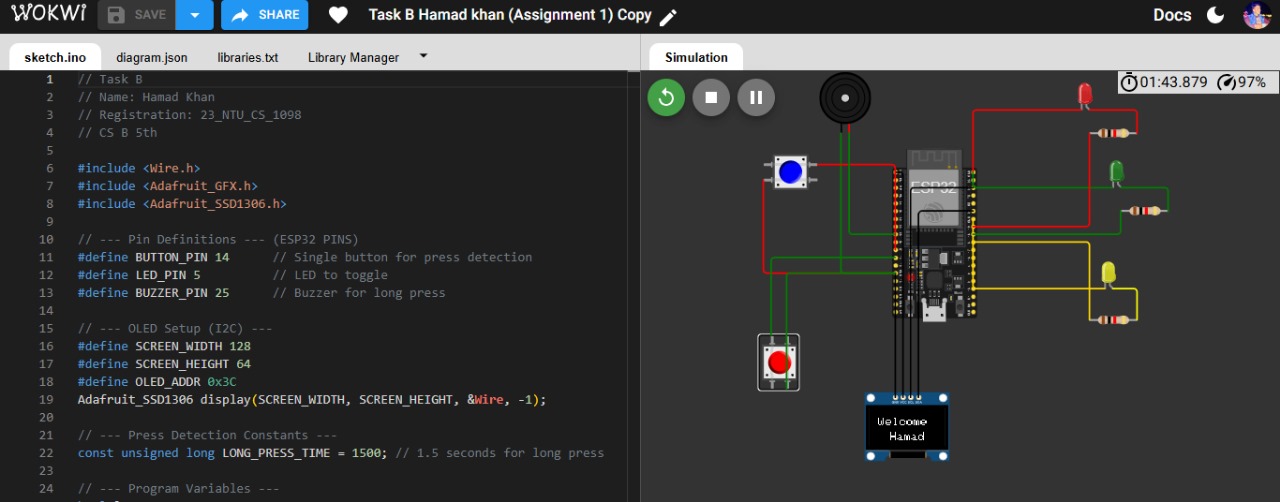 WOKWI SAVE SHARE Task B Hamad khan (Assignment 1) Copy Docs
sketch.ino diagram.json libraries.txt Library Manager Simulation
1 // Task B
2 // Name: Hamad Khan
3 // Registration: 23_NTU_CS_1098
4 // CS B 5th
5
6 #include <Wire.h>
7 #include <Adafruit_GFX.h>
8 #include <Adafruit_SSD1306.h>
9
10 // --- Pin Definitions --- (ESP32 PINS)
11 #define BUTTON_PIN 14 // Single button for press detection
12 #define LED_PIN 5 // LED to toggle
13 #define BUZZER_PIN 25 // Buzzer for long press
14
15 // --- OLED Setup (I2C) ---
16 #define SCREEN_WIDTH 128
17 #define SCREEN_HEIGHT 64
18 #define OLED_ADDR 0x3C
19 Adafruit_SSD1306 display(SCREEN_WIDTH, SCREEN_HEIGHT, &Wire, -1);
20
21 // --- Press Detection Constants ---
22 const unsigned long LONG_PRESS_TIME = 1500; // 1.5 seconds for long press
23
24 // --- Program Variables ---
01:43.879 97%
ESP32
Welcome
Hamad